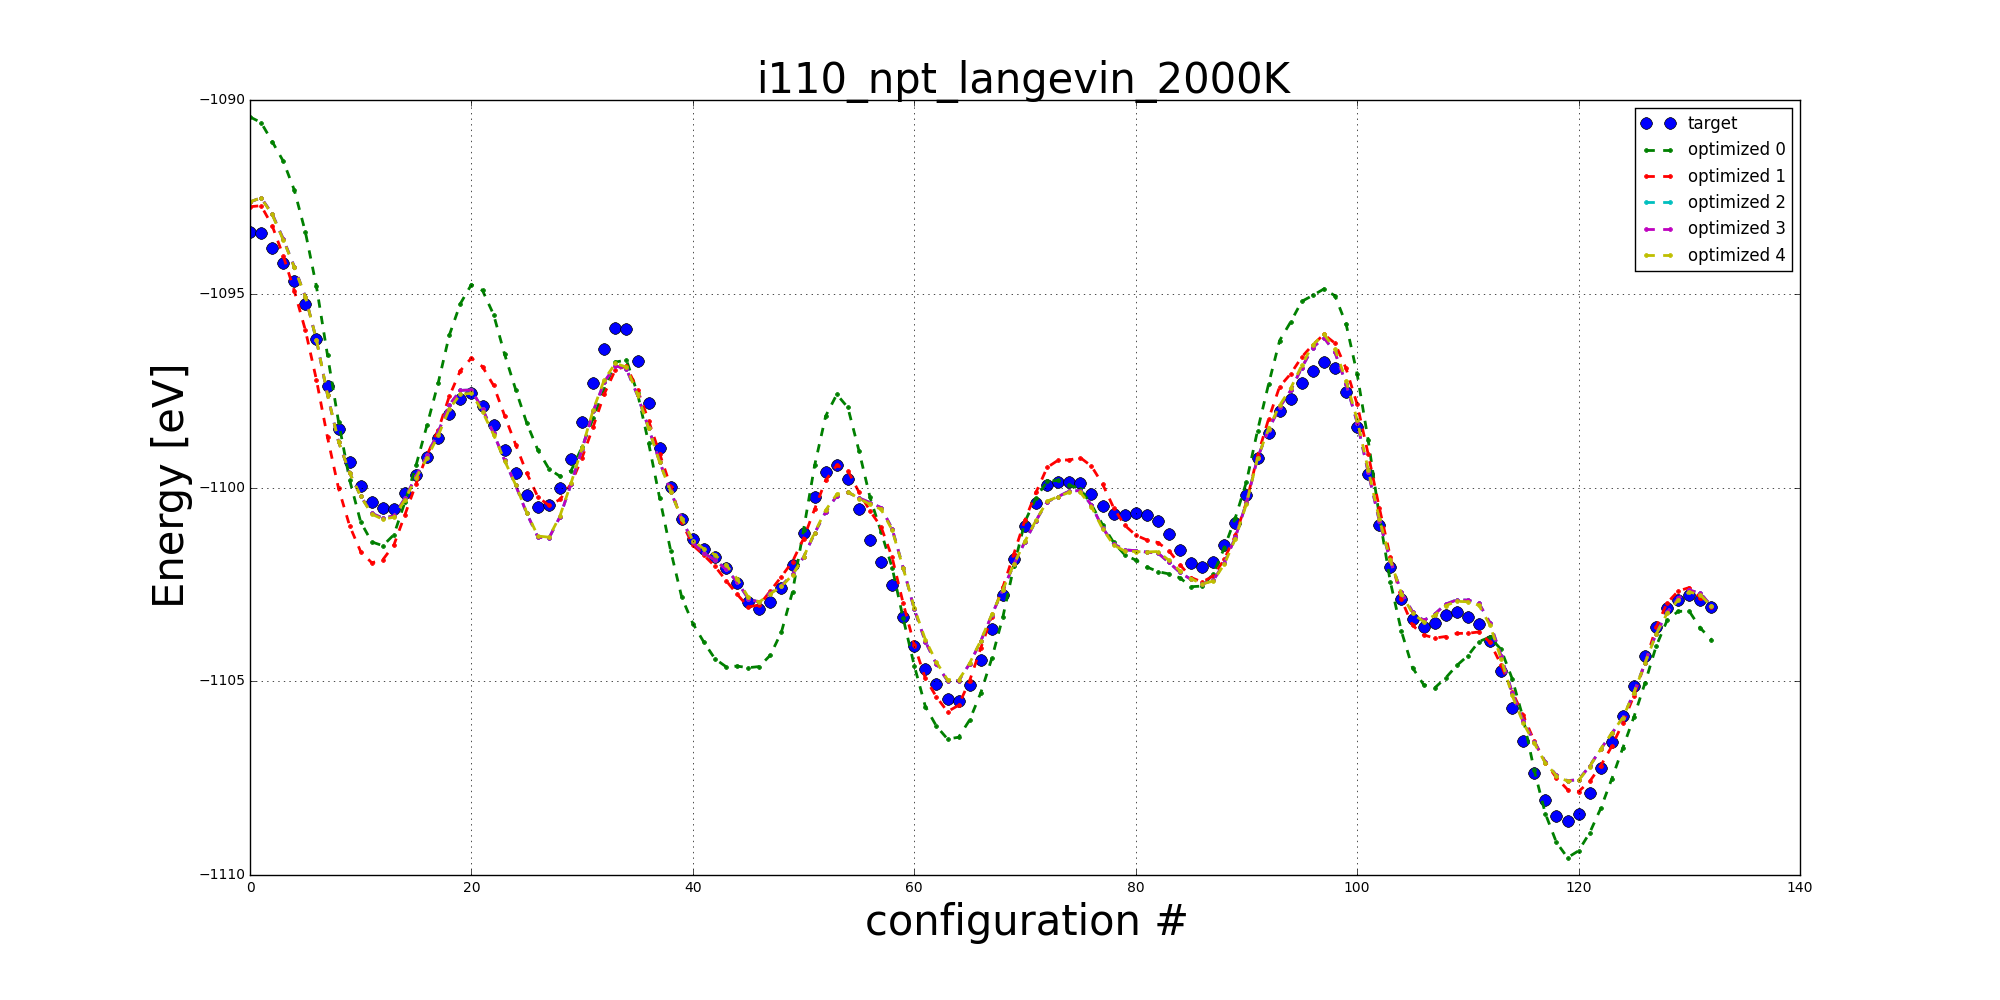 i110_npt_langevin_2000K
−1090
−1095
−1100
−1105
−1110
Energy [eV]
target
optimized 0
optimized 1
optimized 2
optimized 3
optimized 4
0 20 40 60 80 100 120 140
configuration #